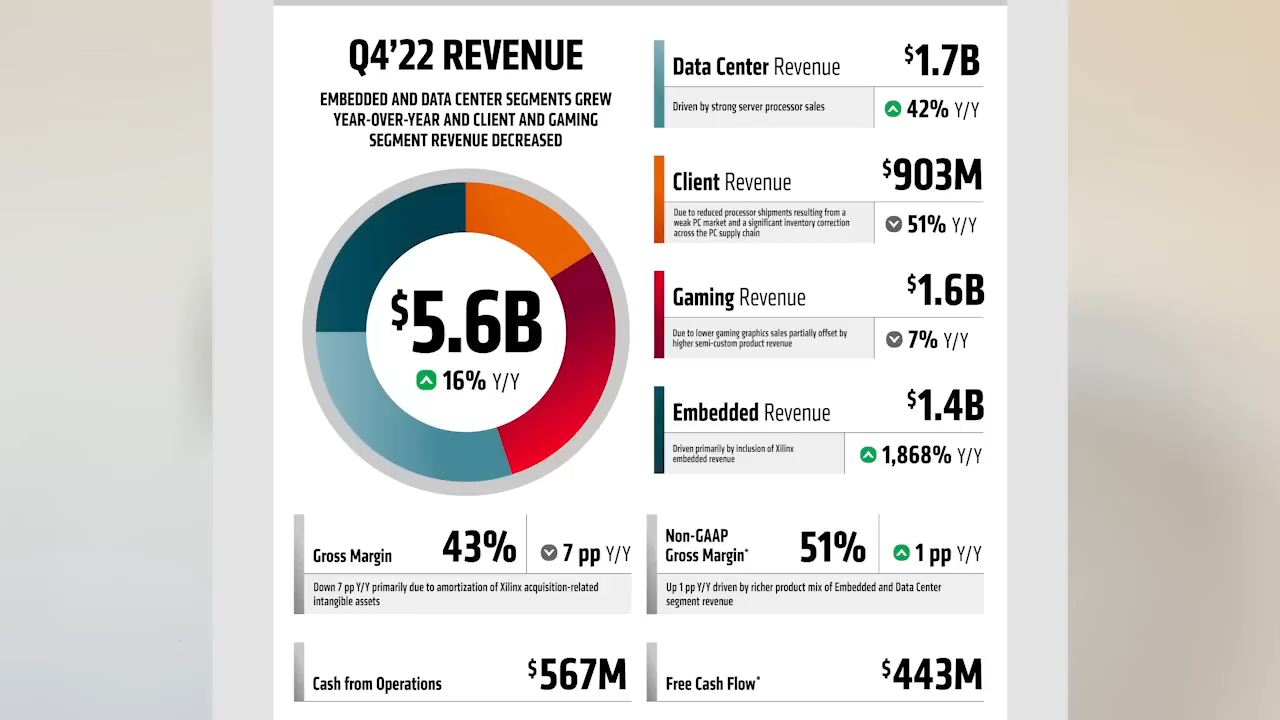 Q4’22 REVENUE
EMBEDDED AND DATA CENTER SEGMENTS GREW
YEAR-OVER-YEAR AND CLIENT AND GAMING
SEGMENT REVENUE DECREASED
$5.6B
16% Y/Y
Data Center Revenue
$1.7B
Driven by strong server processor sales
42% Y/Y
Client Revenue
$903M
Due to reduced processor shipments resulting from a
weak PC market and a significant inventory correction
across the PC supply chain
51% Y/Y
Gaming Revenue
$1.6B
Due to lower gaming graphics sales partially offset by
higher semi-custom product revenue
7% Y/Y
Embedded Revenue
$1.4B
Driven primarily by inclusion of Xilinx
embedded revenue
1,868% Y/Y
Gross Margin
43%
7 pp Y/Y
Down 7 pp Y/Y primarily due to amortization of Xilinx acquisition-related
intangible assets
Non-GAAP
Gross Margin*
51%
1 pp Y/Y
Up 1 pp Y/Y driven by richer product mix of Embedded and Data Center
segment revenue
Cash from Operations
$567M
Free Cash Flow*
$443M